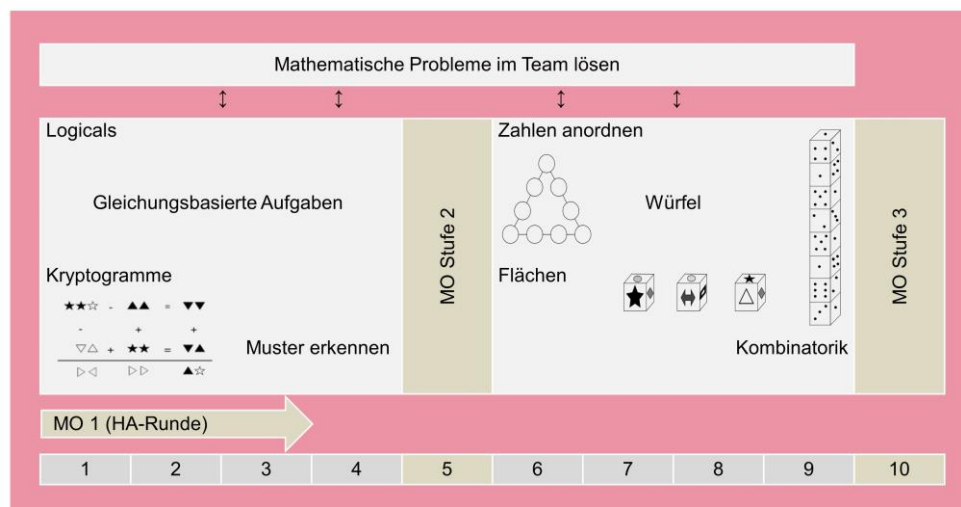 Mathematische Probleme im Team lösen
Logicals
Gleichungsbasierte Aufgaben
Kryptogramme
★★☆ - ▲▲ = ▼▼
- + +
▽△ + ★★ = ▼▲
▷◁ ▷▷ ▲☆
Muster erkennen
MO Stufe 2
Zahlen anordnen
Würfel
Flächen
Kombinatorik
MO Stufe 3
MO 1 (HA-Runde)
1 2 3 4 5 6 7 8 9 10